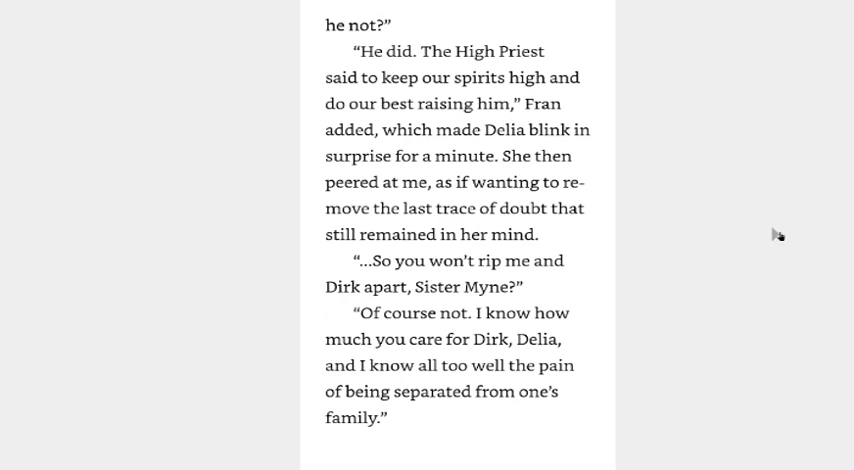 he not?”
“He did. The High Priest
said to keep our spirits high and
do our best raising him,” Fran
added, which made Delia blink in
surprise for a minute. She then
peered at me, as if wanting to re-
move the last trace of doubt that
still remained in her mind.
“…So you won’t rip me and
Dirk apart, Sister Myne?”
“Of course not. I know how
much you care for Dirk, Delia,
and I know all too well the pain
of being separated from one’s
family.”